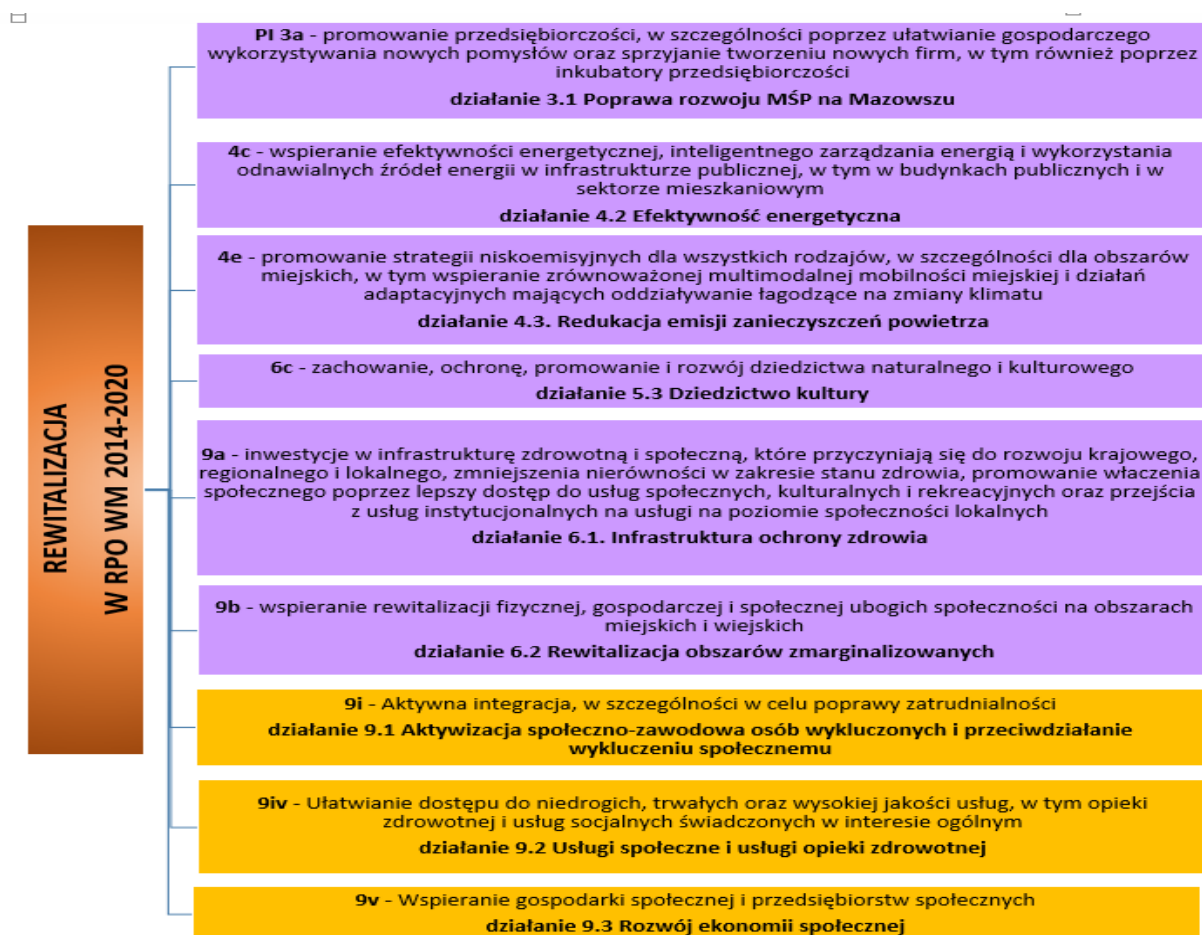 REWITALIZACJA
W RPO WM 2014-2020
PI 3a - promowanie przedsiębiorczości, w szczególności poprzez ułatwianie gospodarczego
wykorzystywania nowych pomysłów oraz sprzyjanie tworzeniu nowych firm, w tym również poprzez
inkubatory przedsiębiorczości
działanie 3.1 Poprawa rozwoju MŚP na Mazowszu
4c - wspieranie efektywności energetycznej, inteligentnego zarządzania energią i wykorzystania
odnawialnych źródeł energii w infrastrukturze publicznej, w tym w budynkach publicznych i w
sektorze mieszkaniowym
działanie 4.2 Efektywność energetyczna
4e - promowanie strategii niskoemisyjnych dla wszystkich rodzajów, w szczególności dla obszarów
miejskich, w tym wspieranie zrównoważonej multimodalnej mobilności miejskiej i działań
adaptacyjnych mających oddziaływanie łagodzące na zmiany klimatu
działanie 4.3. Redukacja emisji zanieczyszczeń powietrza
6c - zachowanie, ochronę, promowanie i rozwój dziedzictwa naturalnego i kulturowego
działanie 5.3 Dziedzictwo kultury
9a - inwestycje w infrastrukturę zdrowotną i społeczną, które przyczyniają się do rozwoju krajowego,
regionalnego i lokalnego, zmniejszenia nierówności w zakresie stanu zdrowia, promowanie włączenia
społecznego poprzez lepszy dostęp do usług społecznych, kulturalnych i rekreacyjnych oraz przejścia
z usług instytucjonalnych na usługi na poziomie społeczności lokalnych
działanie 6.1. Infrastruktura ochrony zdrowia
9b - wspieranie rewitalizacji fizycznej, gospodarczej i społecznej ubogich społeczności na obszarach
miejskich i wiejskich
działanie 6.2 Rewitalizacja obszarów zmarginalizowanych
9i - Aktywna integracja, w szczególności w celu poprawy zatrudnialności
działanie 9.1 Aktywizacja społeczno-zawodowa osób wykluczonych i przeciwdziałanie
wykluczeniu społecznemu
9iv - Ułatwianie dostępu do niedrogich, trwałych oraz wysokiej jakości usług, w tym opieki
zdrowotnej i usług socjalnych świadczonych w interesie ogólnym
działanie 9.2 Usługi społeczne i usługi opieki zdrowotnej
9v - Wspieranie gospodarki społecznej i przedsiębiorstw społecznych
działanie 9.3 Rozwój ekonomii społecznej